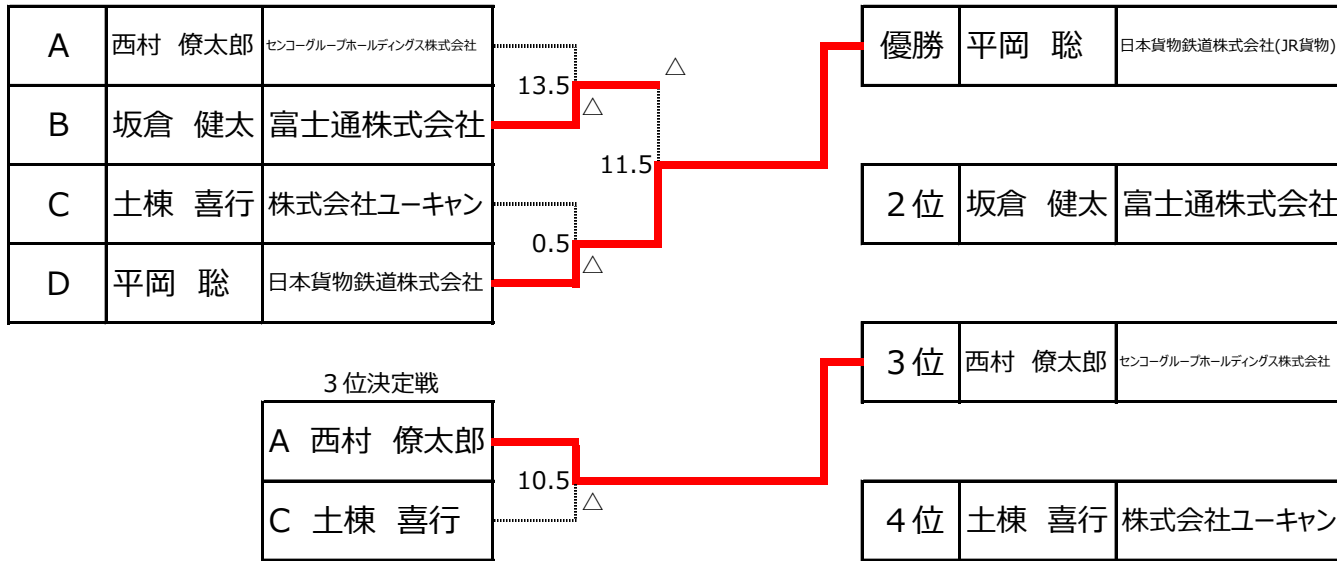 A 西村 僚太郎 センコーグループホールディングス株式会社
優勝 平岡 聡 日本貨物鉄道株式会社(JR貨物)
△
13.5
△
B 坂倉 健太 富士通株式会社
11.5
C 土棟 喜行 株式会社ユーキャン
2位 坂倉 健太 富士通株式会社
0.5
△
D 平岡 聡 日本貨物鉄道株式会社
3位 西村 僚太郎 センコーグループホールディングス株式会社
3位決定戦
A 西村 僚太郎
10.5
△
C 土棟 喜行
4位 土棟 喜行 株式会社ユーキャン